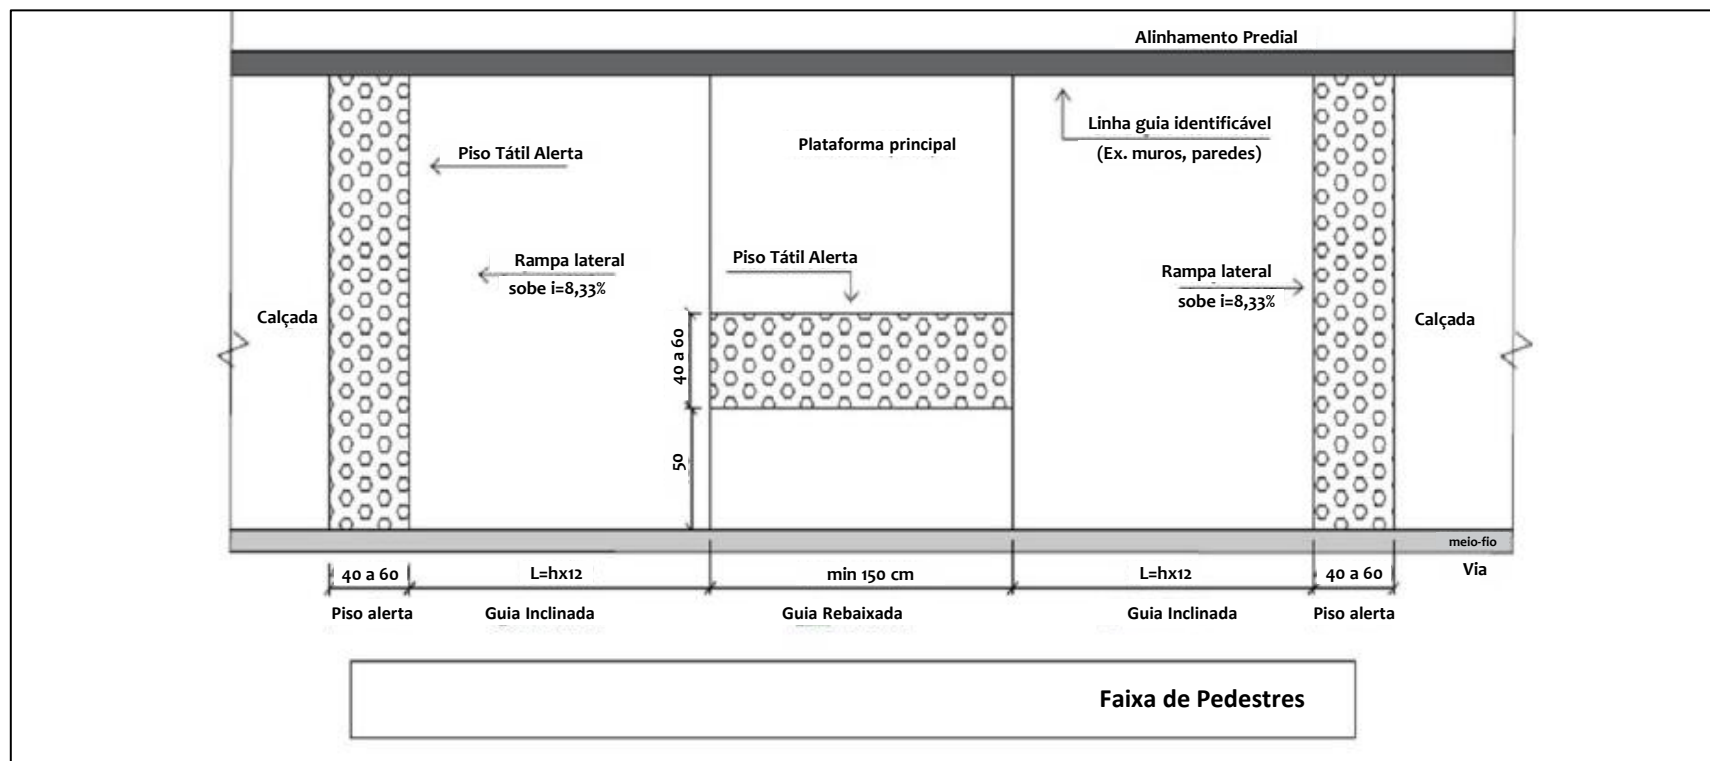 Alinhamento Predial
Linha guia identificável
(Ex. muros, paredes)
Piso Tátil Alerta
Plataforma principal
Rampa lateral
sobe i=8,33%
Piso Tátil Alerta
Rampa lateral
sobe i=8,33%
Calçada
Calçada
40 a 60
50
meio-fio
Via
40 a 60
L=hx12
min 150 cm
L=hx12
40 a 60
Piso alerta
Guia Inclinada
Guia Rebaixada
Guia Inclinada
Piso alerta
Faixa de Pedestres